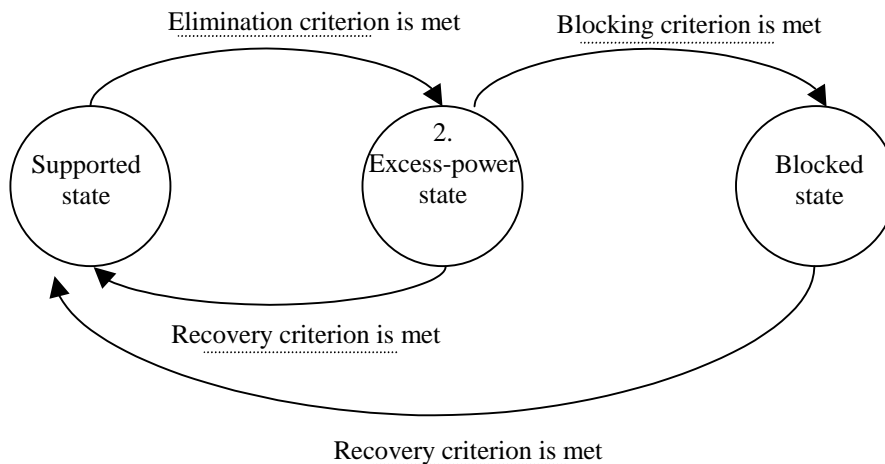 Elimination criterion is met
Blocking criterion is met
Supported
state
2.
Excess-power
state
Blocked
state
Recovery criterion is met
Recovery criterion is met